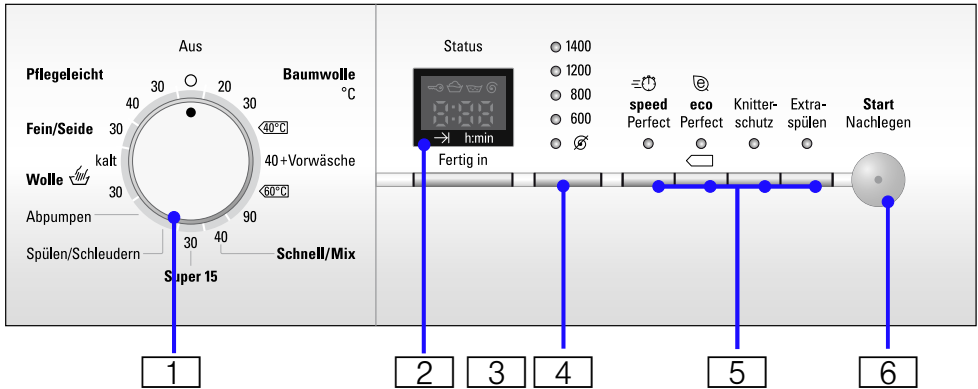 Aus
Pflegeleicht
Baumwolle
°C
30
20
40
30
Fein/Seide
30
40°C
kalt
40+Vorwäsche
Wolle
30
60°C
Abpumpen
90
Spülen/Schleudern
30
40
Schnell/Mix
Super 15
Status
8:88
h:min
Fertig in
1400
1200
800
600
speed
Perfect
eco
Perfect
Knitter-
schutz
Extra-
spülen
Start
Nachlegen
1
2
3
4
5
6